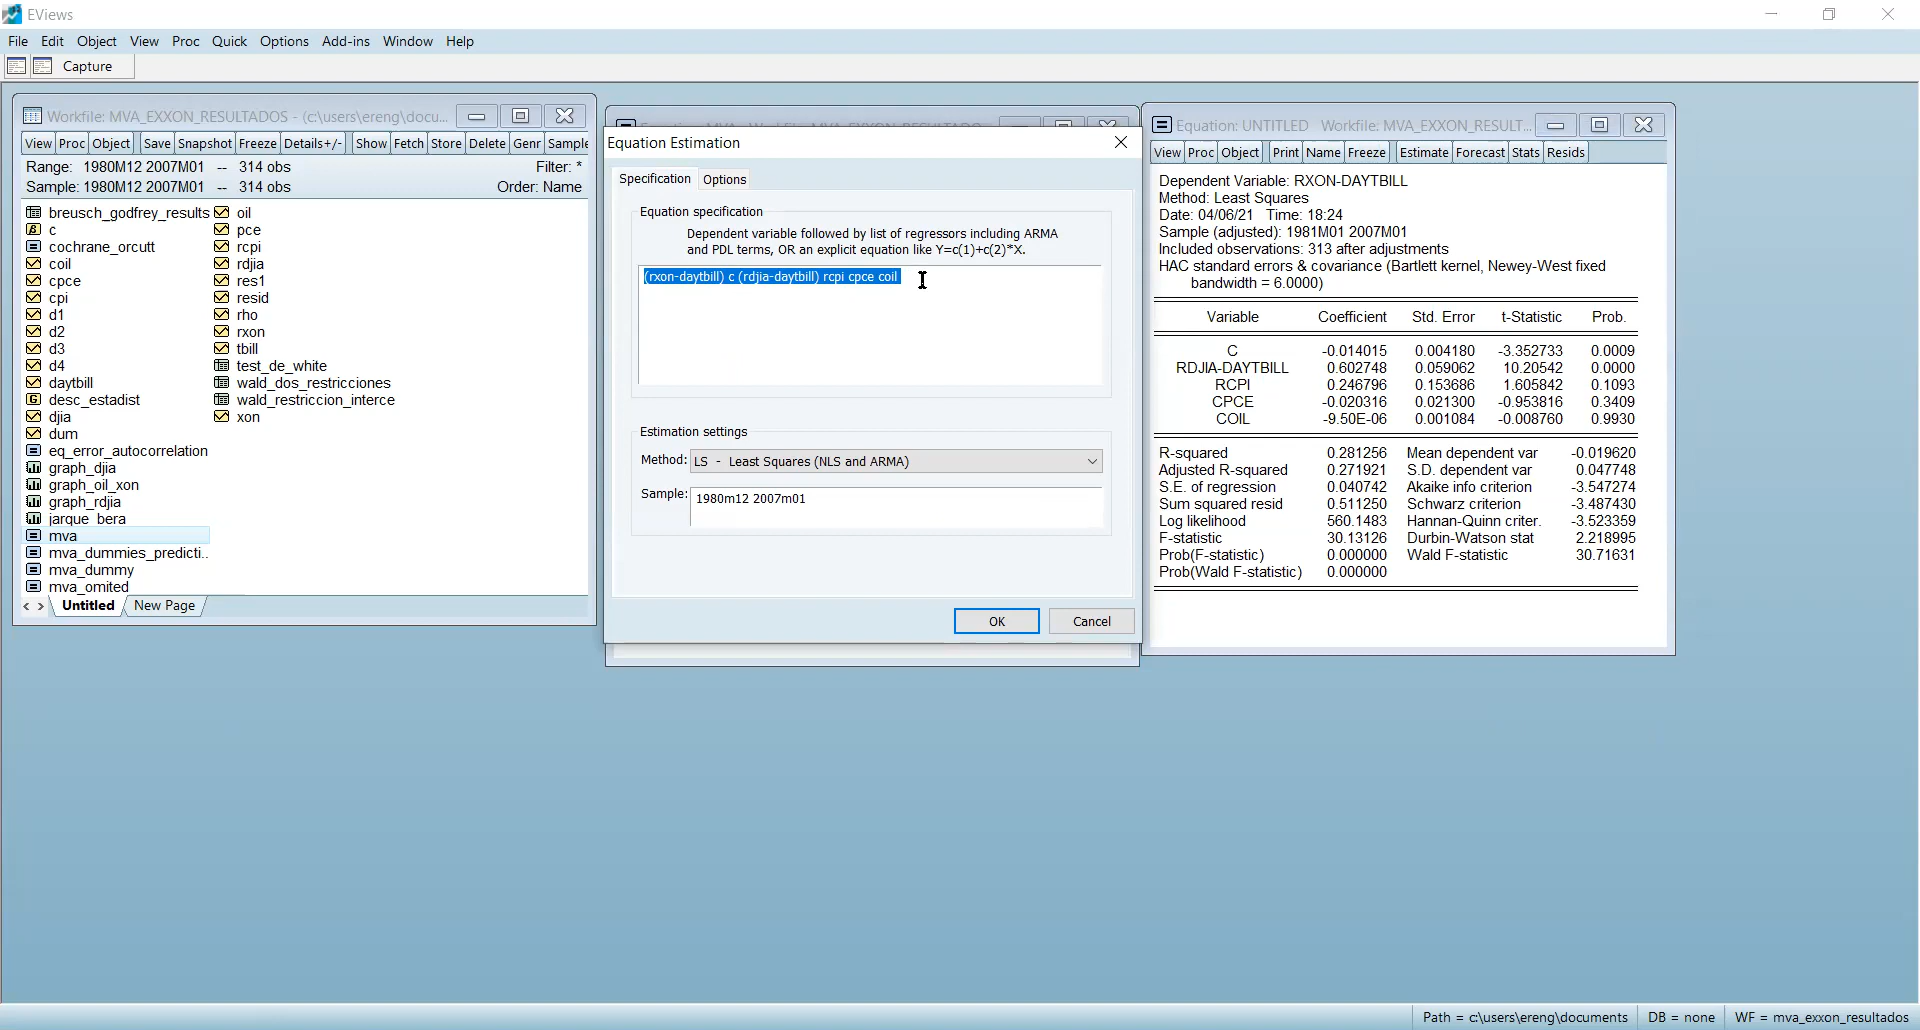 EViews
File Edit Object View Proc Quick Options Add-ins Window Help
Capture
Workfile: MVA_EXXON_RESULTADOS - (c:\users\ereng\docu...
View Proc Object Save Snapshot Freeze Details+/- Show Fetch Store Delete Genr Sample
Range: 1980M12 2007M01 -- 314 obs Filter: *
Sample: 1980M12 2007M01 -- 314 obs Order: Name
breusch_godfrey_results
c
cochrane_orcutt
coil
cpce
cpi
d1
d2
d3
d4
daytbill
desc_estadist
djia
dum
eq_error_autocorrelation
graph_djia
graph_oil_xon
graph_rdjia
jarque_bera
mva
mva_dummies_predicti..
mva_dummy
mva_omited
oil
pce
rcpi
rdjia
res1
resid
rho
rxon
tbill
test_de_white
wald_dos_restricciones
wald_restriccion_interce
xon
Untitled New Page
Equation Estimation
Specification Options
Equation specification
Dependent variable followed by list of regressors including ARMA
and PDL terms, OR an explicit equation like Y=c(1)+c(2)*X.
(rxon-daytbill) c (rdjia-daytbill) rcpi cpce coil
Estimation settings
Method: LS - Least Squares (NLS and ARMA)
Sample: 1980m12 2007m01
OK Cancel
Equation: UNTITLED Workfile: MVA_EXXON_RESULT...
View Proc Object Print Name Freeze Estimate Forecast Stats Resids
Dependent Variable: RXON-DAYTBILL
Method: Least Squares
Date: 04/06/21 Time: 18:24
Sample (adjusted): 1981M01 2007M01
Included observations: 313 after adjustments
HAC standard errors & covariance (Bartlett kernel, Newey-West fixed
bandwidth = 6.0000)
Variable Coefficient Std. Error t-Statistic Prob.
C -0.014015 0.004180 -3.352733 0.0009
RDJIA-DAYTBILL 0.602748 0.059062 10.20542 0.0000
RCPI 0.246796 0.153686 1.605842 0.1093
CPCE -0.020316 0.021300 -0.953816 0.3409
COIL -9.50E-06 0.001084 -0.008760 0.9930
R-squared 0.281256 Mean dependent var -0.019620
Adjusted R-squared 0.271921 S.D. dependent var 0.047748
S.E. of regression 0.040742 Akaike info criterion -3.547274
Sum squared resid 0.511250 Schwarz criterion -3.487430
Log likelihood 560.1483 Hannan-Quinn criter. -3.523359
F-statistic 30.13126 Durbin-Watson stat 2.218995
Prob(F-statistic) 0.000000 Wald F-statistic 30.71631
Prob(Wald F-statistic) 0.000000
Path = c:\users\ereng\documents DB = none WF = mva_exxon_resultados